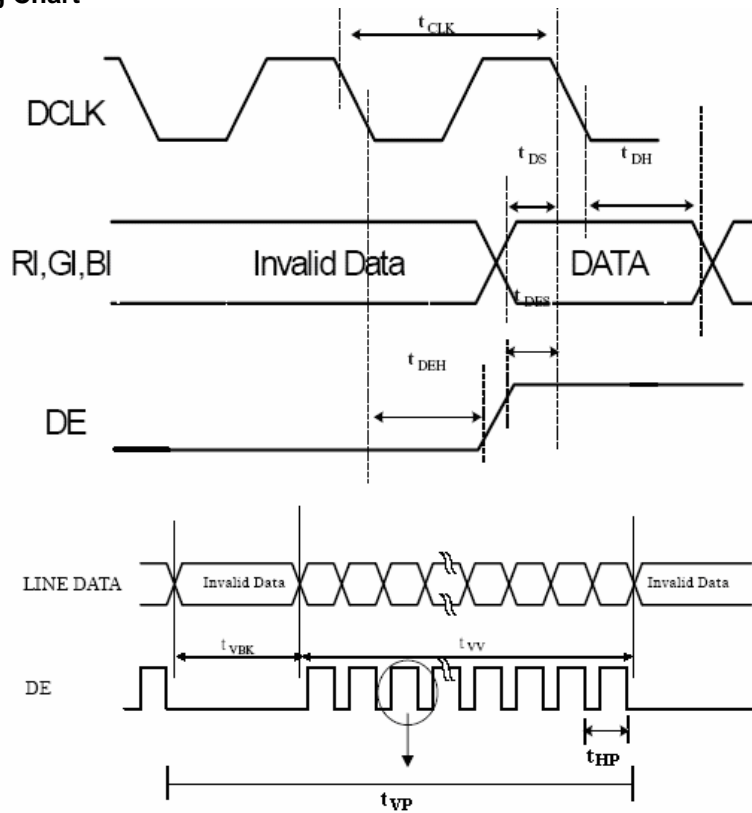 g Chart
t CLK
DCLK
t DS
t DH
RI,GI,BI
Invalid Data
DATA
t DES
t DEH
DE
LINE DATA
Invalid Data
Invalid Data
t VBK
t VV
DE
t HP
t VP